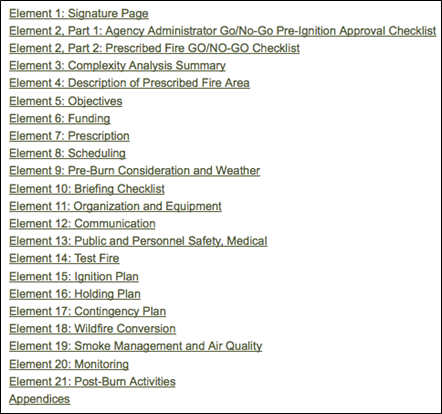 Element 1: Signature Page
Element 2, Part 1: Agency Administrator Go/No-Go Pre-Ignition Approval Checklist
Element 2, Part 2: Prescribed Fire GO/NO-GO Checklist
Element 3: Complexity Analysis Summary
Element 4: Description of Prescribed Fire Area
Element 5: Objectives
Element 6: Funding
Element 7: Prescription
Element 8: Scheduling
Element 9: Pre-Burn Consideration and Weather
Element 10: Briefing Checklist
Element 11: Organization and Equipment
Element 12: Communication
Element 13: Public and Personnel Safety, Medical
Element 14: Test Fire
Element 15: Ignition Plan
Element 16: Holding Plan
Element 17: Contingency Plan
Element 18: Wildfire Conversion
Element 19: Smoke Management and Air Quality
Element 20: Monitoring
Element 21: Post-Burn Activities
Appendices